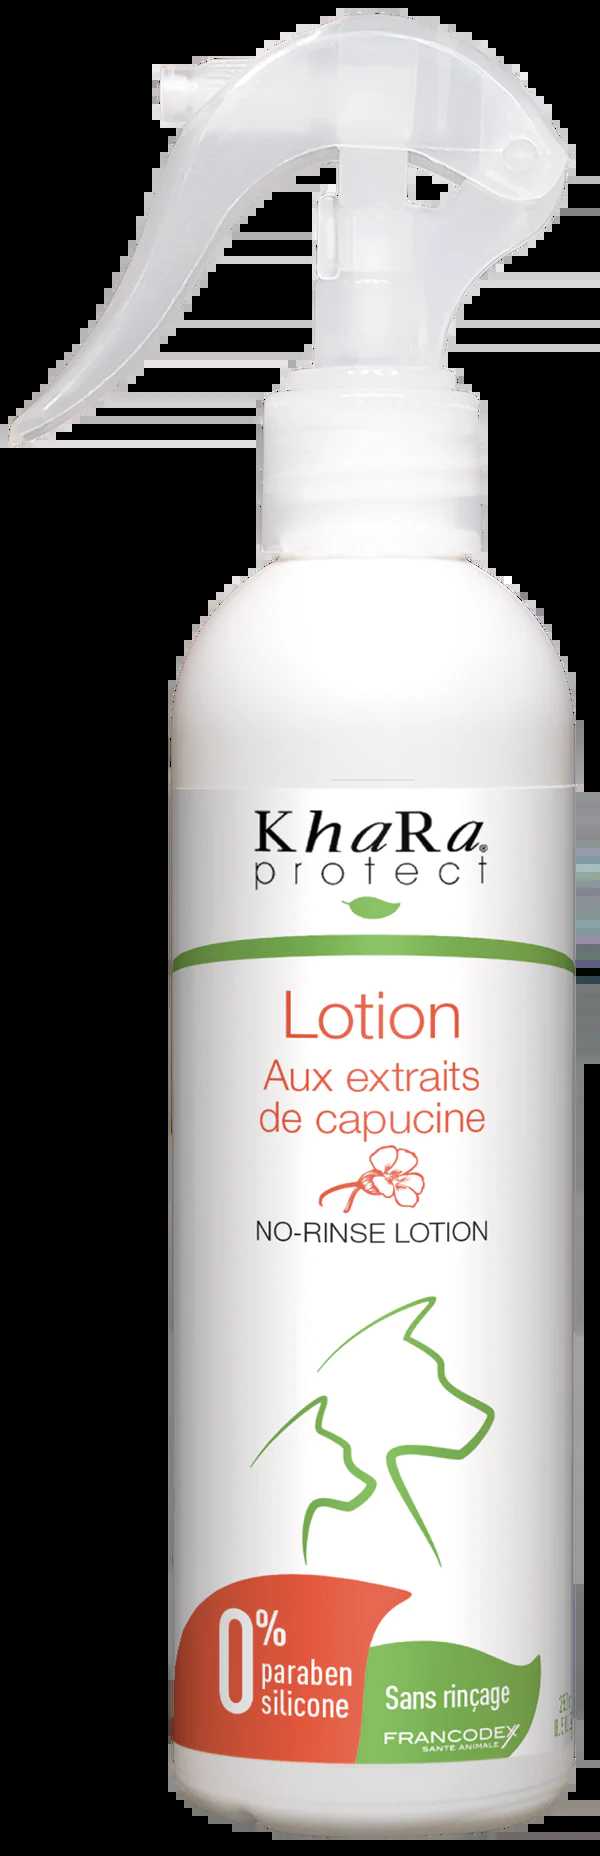 KhaRa®
protect
Lotion
Aux extraits
de capucine
NO-RINSE LOTION
0%
paraben
silicone
Sans rinçage
FRANCODEX
SANTÉ ANIMALE